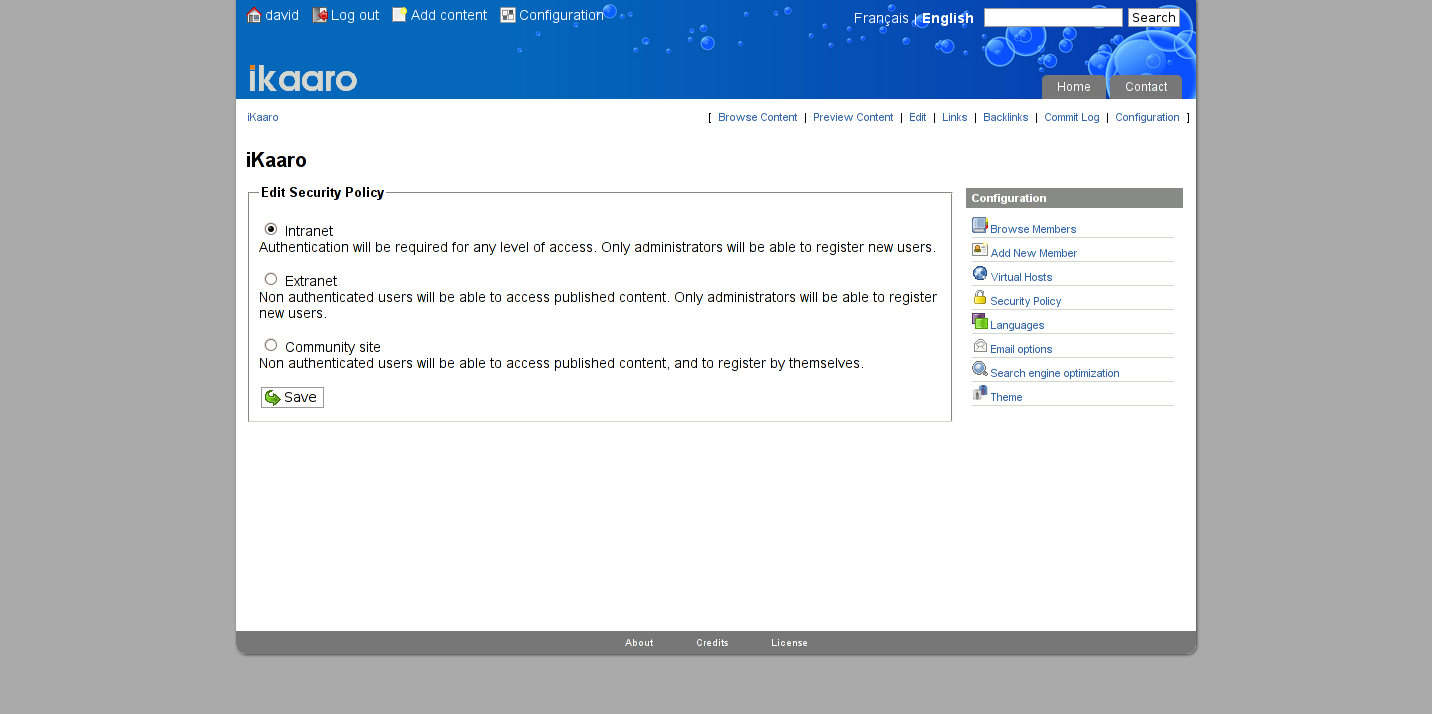 david Log out Add content Configuration Français | English Search
ikaaro
Home Contact
iKaaro [ Browse Content | Preview Content | Edit | Links | Backlinks | Commit Log | Configuration ]
iKaaro
Edit Security Policy
Intranet
Authentication will be required for any level of access. Only administrators will be able to register new users.
Extranet
Non authenticated users will be able to access published content. Only administrators will be able to register
new users.
Community site
Non authenticated users will be able to access published content, and to register by themselves.
Save
Configuration
Browse Members
Add New Member
Virtual Hosts
Security Policy
Languages
Email options
Search engine optimization
Theme
About Credits License